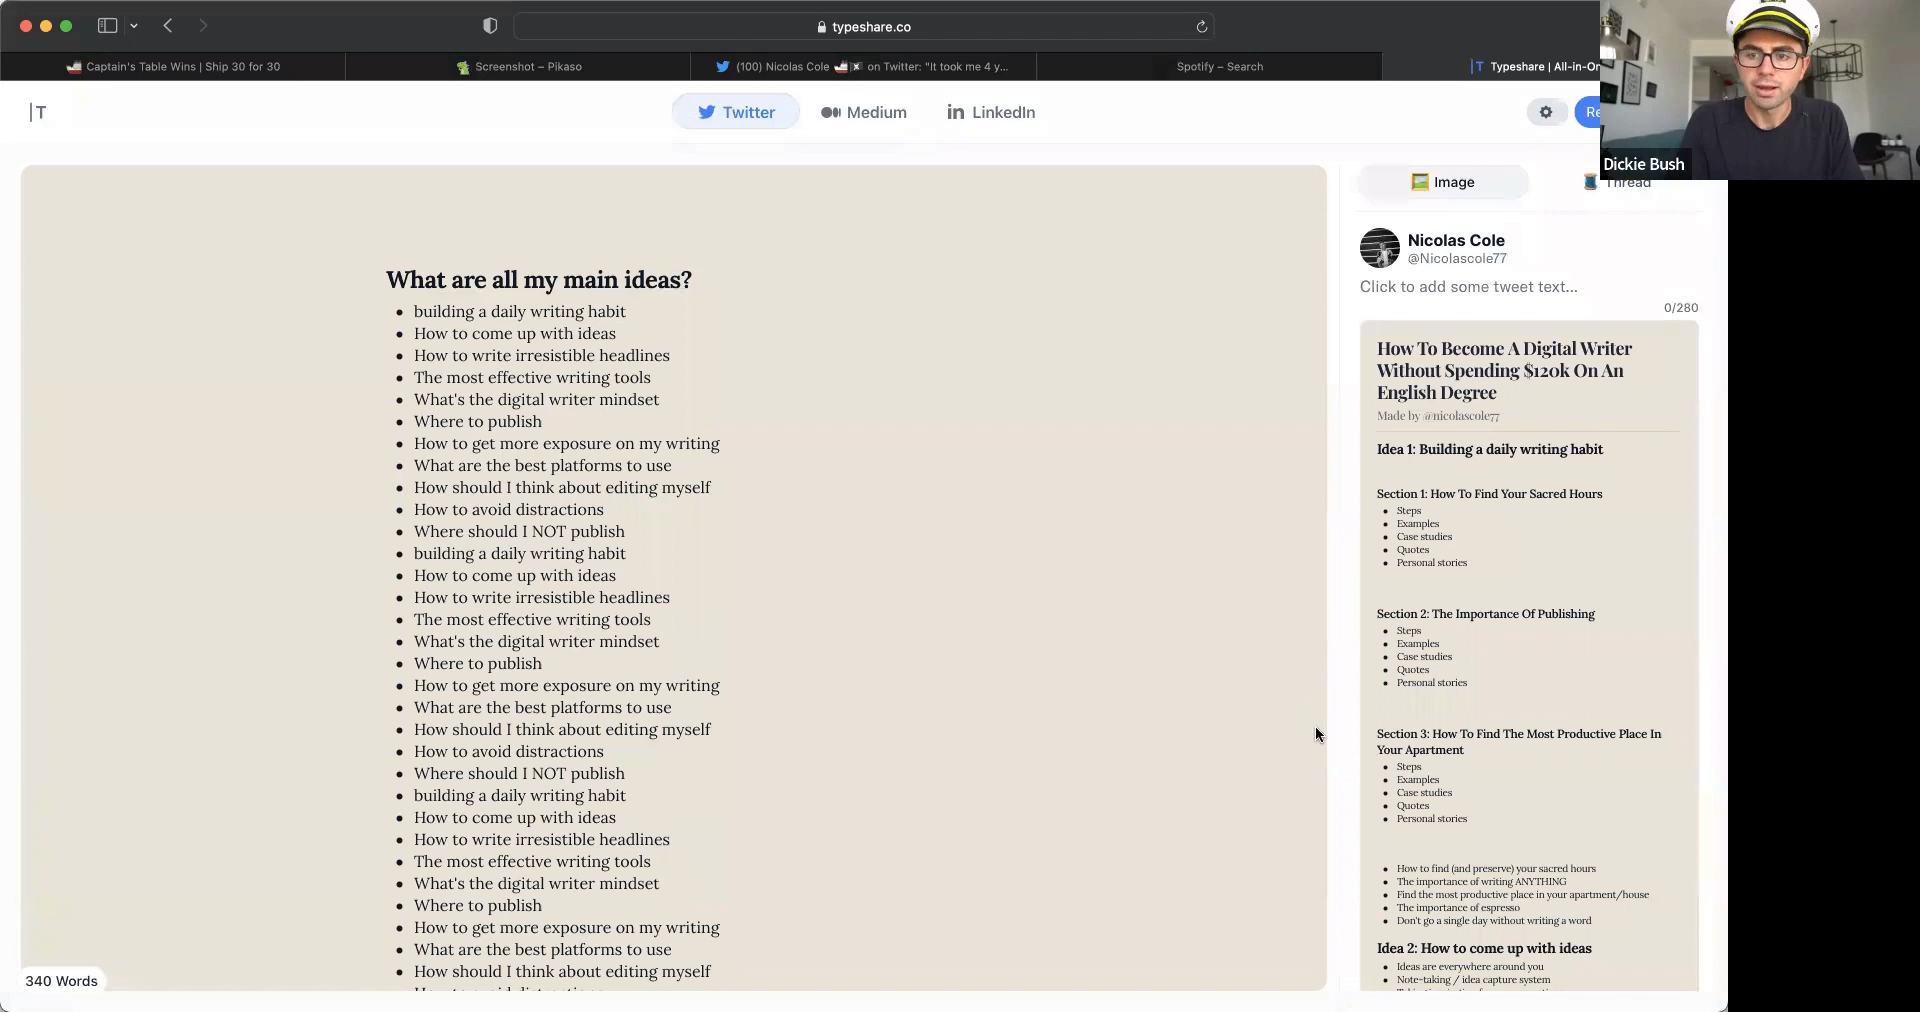 typeshare.co
Captain's Table Wins | Ship 30 for 30
Screenshot – Pikaso
(100) Nicolas Cole on Twitter: "It took me 4 y...
Spotify – Search
Typeshare | All-in-On
|T
Twitter
Medium
LinkedIn
Re
Dickie Bush
What are all my main ideas?
building a daily writing habit
How to come up with ideas
How to write irresistible headlines
The most effective writing tools
What's the digital writer mindset
Where to publish
How to get more exposure on my writing
What are the best platforms to use
How should I think about editing myself
How to avoid distractions
Where should I NOT publish
building a daily writing habit
How to come up with ideas
How to write irresistible headlines
The most effective writing tools
What's the digital writer mindset
Where to publish
How to get more exposure on my writing
What are the best platforms to use
How should I think about editing myself
How to avoid distractions
Where should I NOT publish
building a daily writing habit
How to come up with ideas
How to write irresistible headlines
The most effective writing tools
What's the digital writer mindset
Where to publish
How to get more exposure on my writing
What are the best platforms to use
How should I think about editing myself
340 Words
Image
Thread
Nicolas Cole
@Nicolascole77
Click to add some tweet text...
0/280
How To Become A Digital Writer
Without Spending $120k On An
English Degree
Made by @nicolascole77
Idea 1: Building a daily writing habit
Section 1: How To Find Your Sacred Hours
Steps
Examples
Case studies
Quotes
Personal stories
Section 2: The Importance Of Publishing
Steps
Examples
Case studies
Quotes
Personal stories
Section 3: How To Find The Most Productive Place In
Your Apartment
Steps
Examples
Case studies
Quotes
Personal stories
How to find (and preserve) your sacred hours
The importance of writing ANYTHING
Find the most productive place in your apartment/house
The importance of espresso
Don't go a single day without writing a word
Idea 2: How to come up with ideas
Ideas are everywhere around you
Note-taking / idea capture system